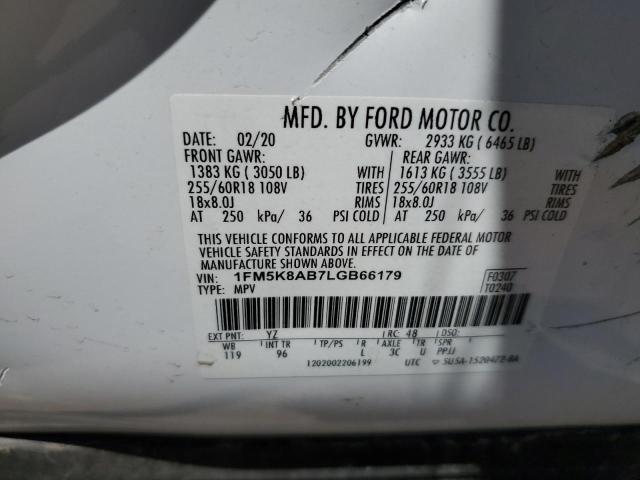 MFD. BY FORD MOTOR CO.
DATE: 02/20 GVWR: 2933 KG ( 6465 LB)
FRONT GAWR: REAR GAWR:
1383 KG ( 3050 LB) 1613 KG ( 3555 LB)
255/60R18 108V TIRES 255/60R18 108V TIRES
18x8.0J RIMS 18x8.0J RIMS
AT 250 kPa/ 36 PSI COLD AT 250 kPa/ 36 PSI COLD
THIS VEHICLE CONFORMS TO ALL APPLICABLE FEDERAL MOTOR
VEHICLE SAFETY STANDARDS IN EFFECT ON THE DATE OF
MANUFACTURE SHOWN ABOVE.
VIN: 1FM5K8AB7LGB66179 F0307
TYPE: MPV T0240
EXT PNT: YZ RC: 48 DSO:
WB INT TR TP/PS R AXLE TR SPR
119 96 L 3C U PPJJ
1202002206199 UTC SU5A-1520472-BA